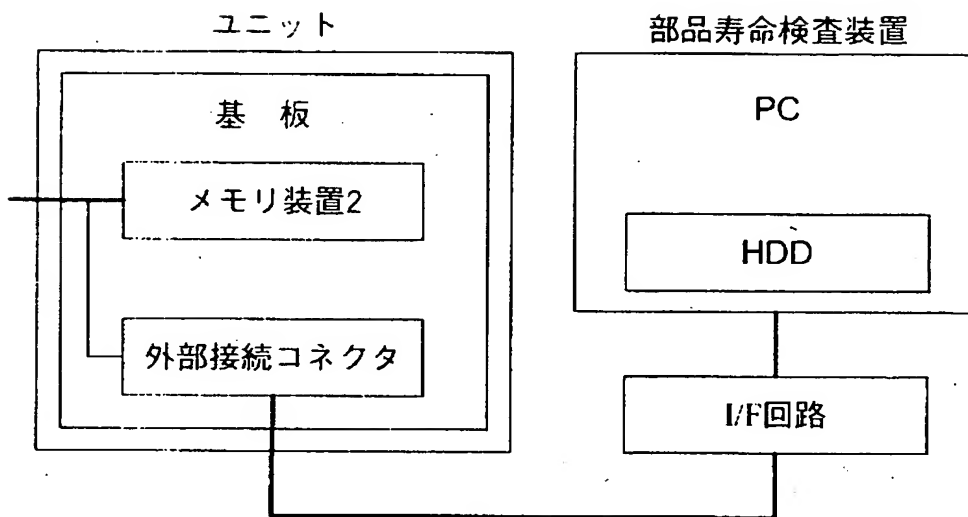 ユニット
基 板
メモリ装置2
外部接続コネクタ
部品寿命検査装置
PC
HDD
I/F回路